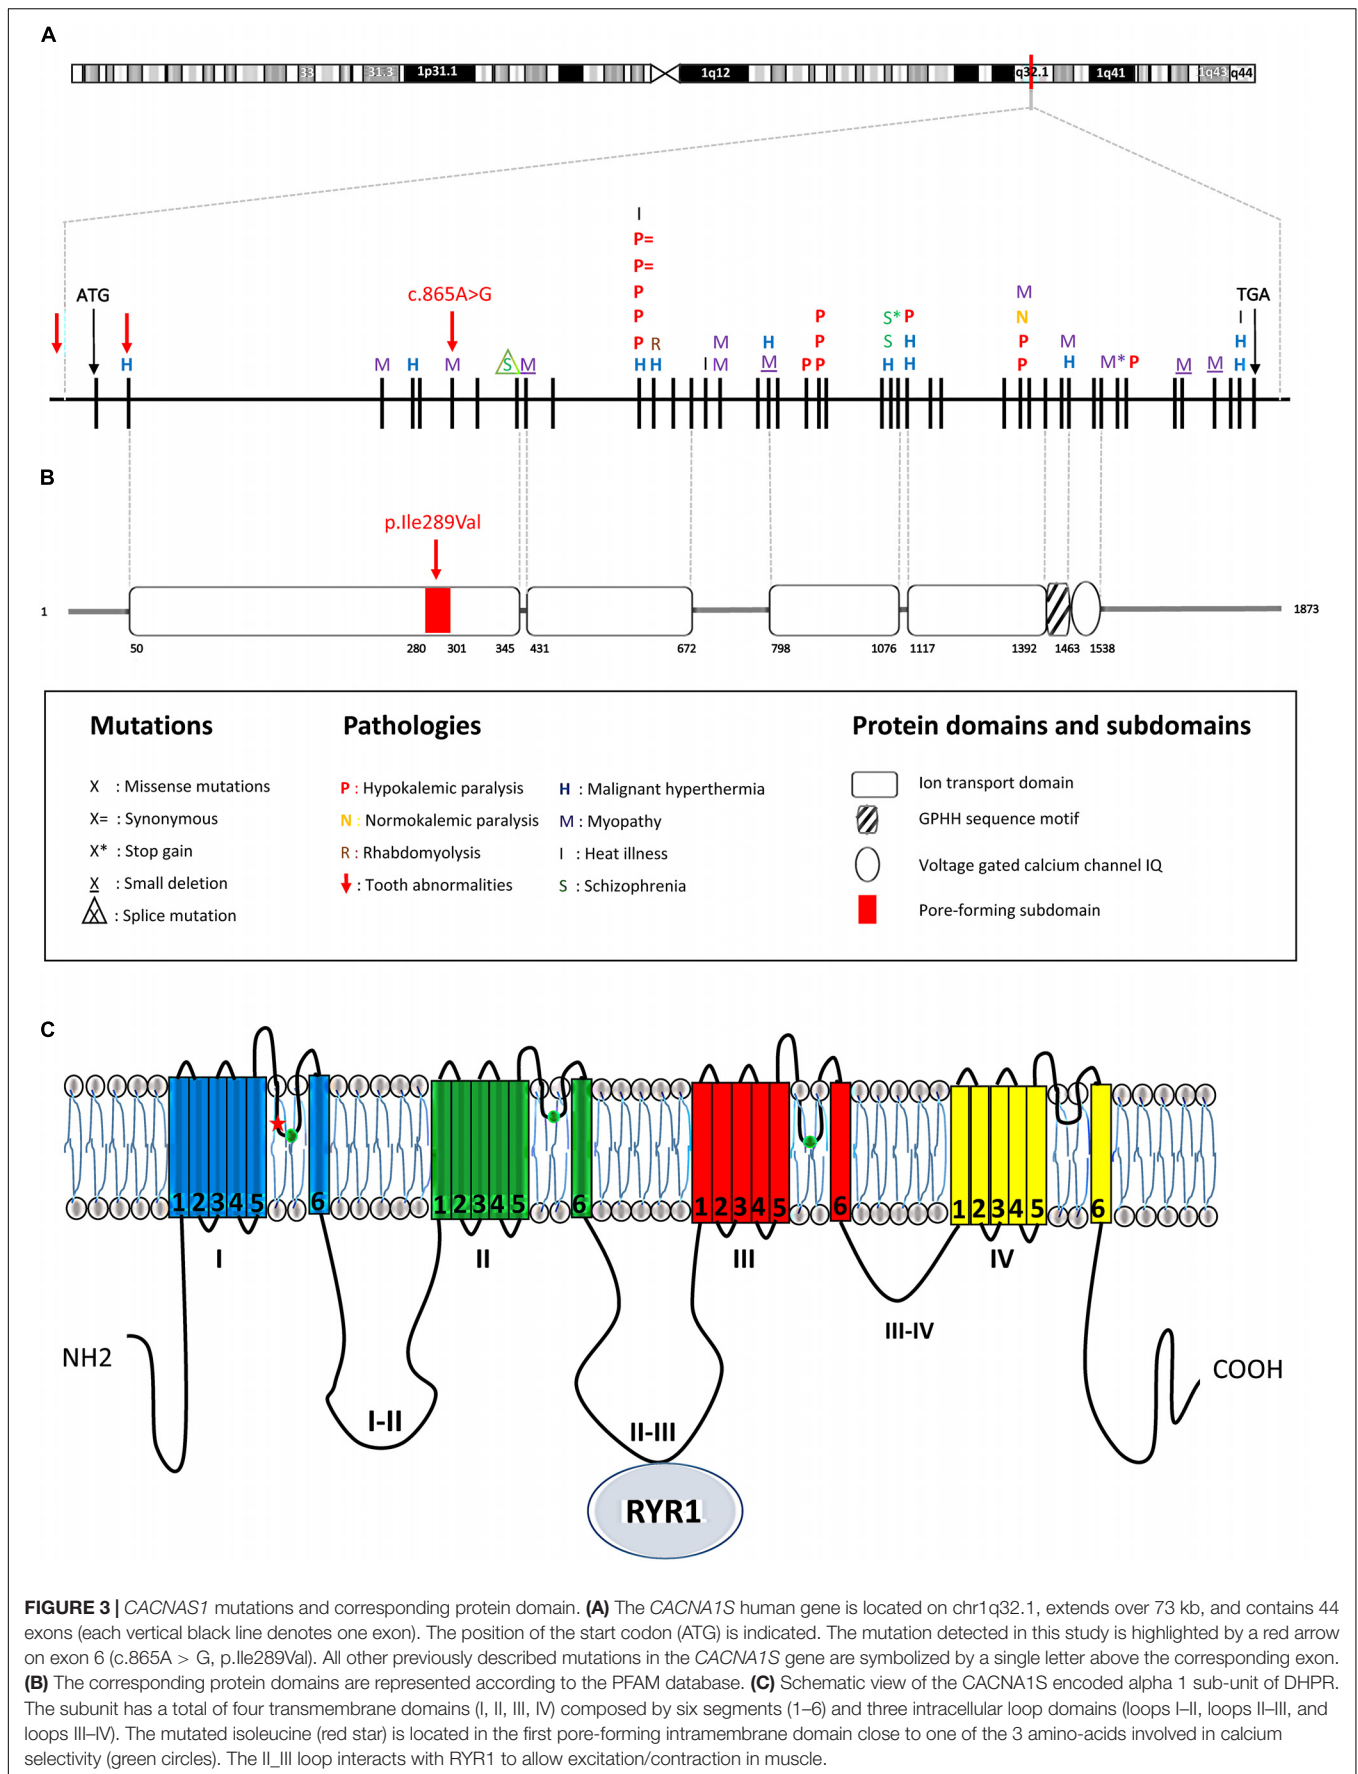 A
33 31.3 1p31.1 1q12 q32.1 1q41 1q43 q44
I
P=
P=
ATG c.865A>G P M TGA
P P S* P N I
P R M H P S H P M H
H M H M S M H H I M M P P H H P H M* P M M H
B
p.Ile289Val
1 1873
50 280 301 345 431 672 798 1076 1117 1392 1463 1538
Mutations Pathologies Protein domains and subdomains
X : Missense mutations P : Hypokalemic paralysis H : Malignant hyperthermia Ion transport domain
X= : Synonymous N : Normokalemic paralysis M : Myopathy GPHH sequence motif
X* : Stop gain R : Rhabdomyolysis I : Heat illness Voltage gated calcium channel IQ
X : Small deletion : Tooth abnormalities S : Schizophrenia Pore-forming subdomain
X : Splice mutation
C
1 2 3 4 5 6 1 2 3 4 5 6 1 2 3 4 5 6 1 2 3 4 5 6
I II III IV
III-IV
NH2 COOH
I-II II-III
RYR1
FIGURE 3 | CACNAS1 mutations and corresponding protein domain. (A) The CACNA1S human gene is located on chr1q32.1, extends over 73 kb, and contains 44
exons (each vertical black line denotes one exon). The position of the start codon (ATG) is indicated. The mutation detected in this study is highlighted by a red arrow
on exon 6 (c.865A > G, p.Ile289Val). All other previously described mutations in the CACNA1S gene are symbolized by a single letter above the corresponding exon.
(B) The corresponding protein domains are represented according to the PFAM database. (C) Schematic view of the CACNA1S encoded alpha 1 sub-unit of DHPR.
The subunit has a total of four transmembrane domains (I, II, III, IV) composed by six segments (1–6) and three intracellular loop domains (loops I–II, loops II–III, and
loops III–IV). The mutated isoleucine (red star) is located in the first pore-forming intramembrane domain close to one of the 3 amino-acids involved in calcium
selectivity (green circles). The II_III loop interacts with RYR1 to allow excitation/contraction in muscle.